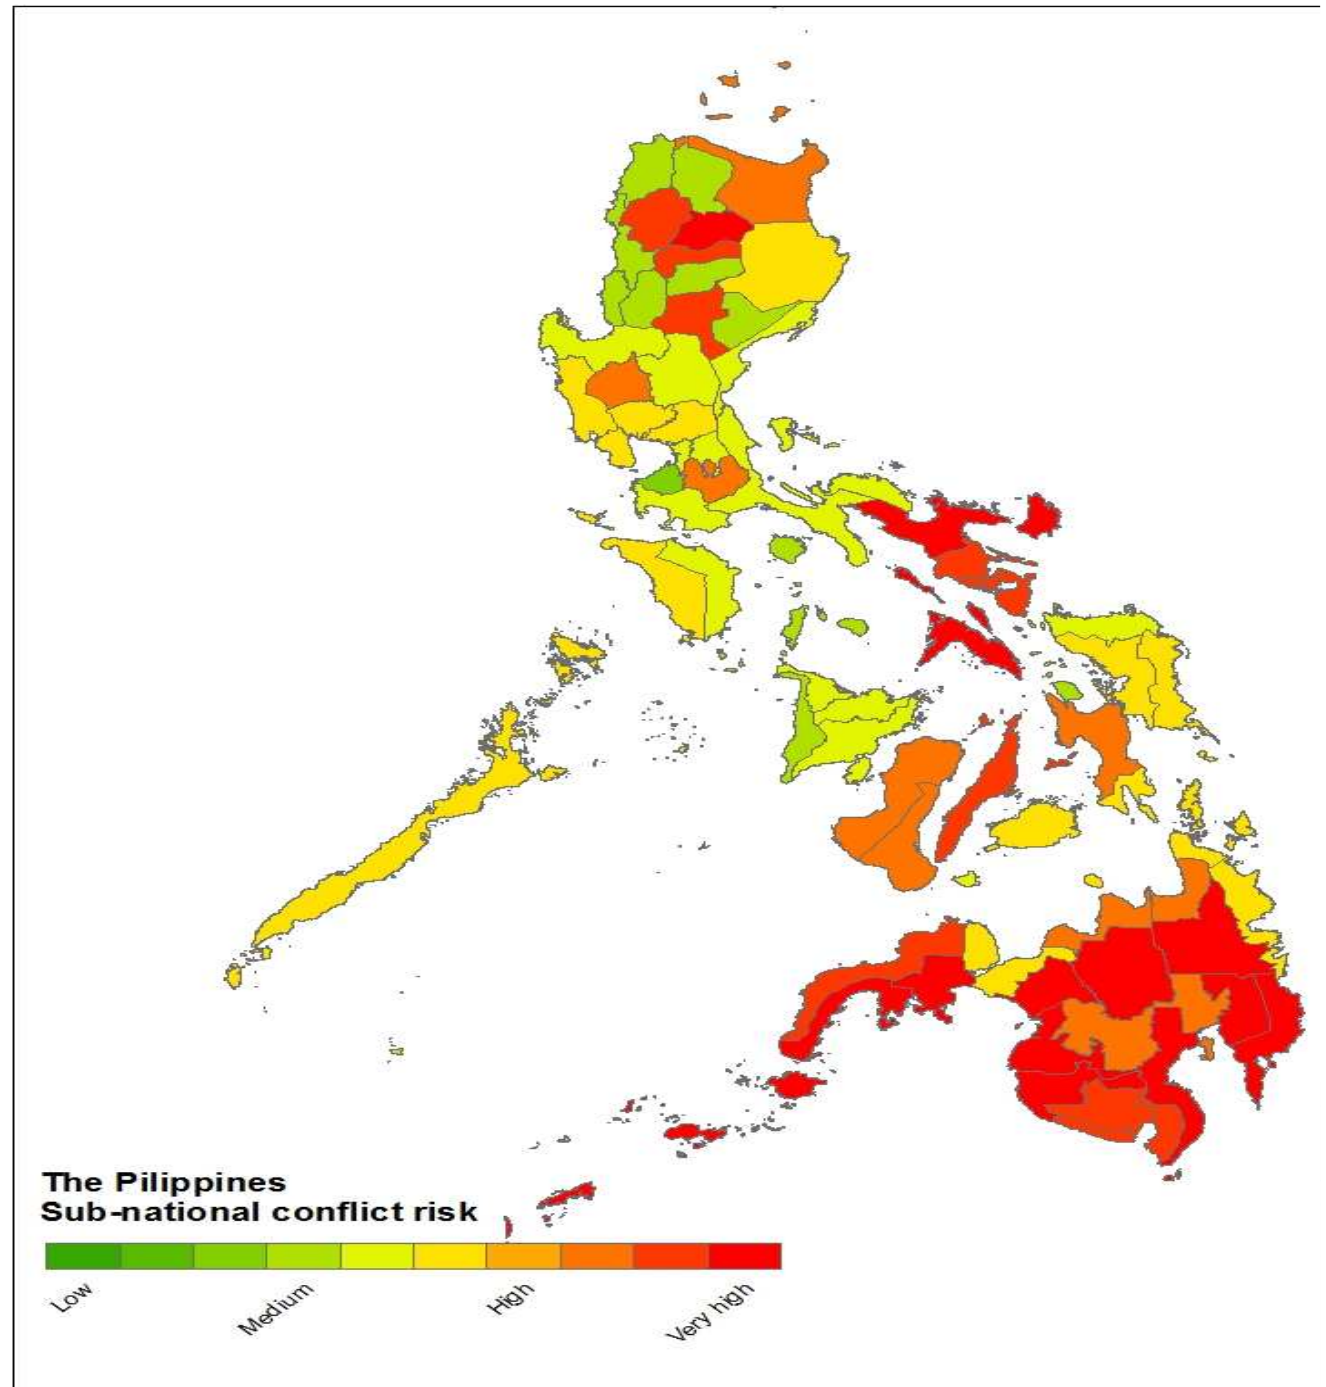 The Pilippines
Sub-national conflict risk
Low
Medium
High
Very high